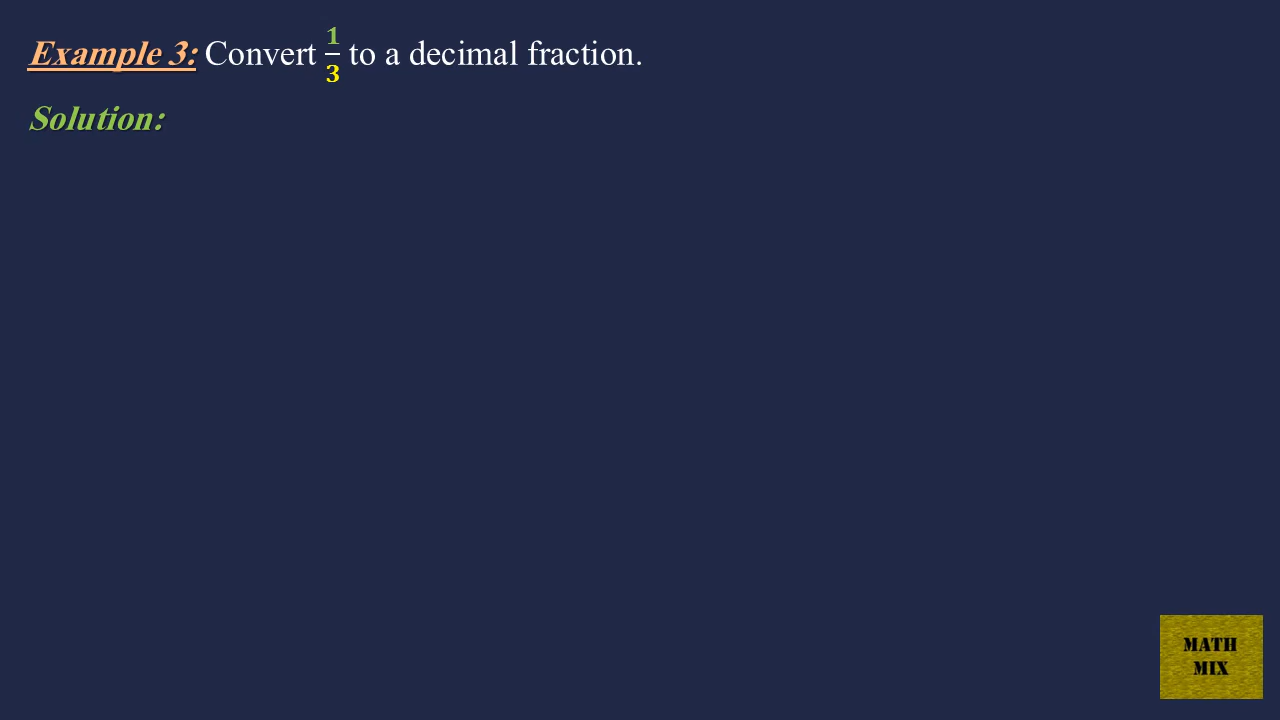 Example 3: Convert 1/3 to a decimal fraction.
Solution:
MATH
MIX